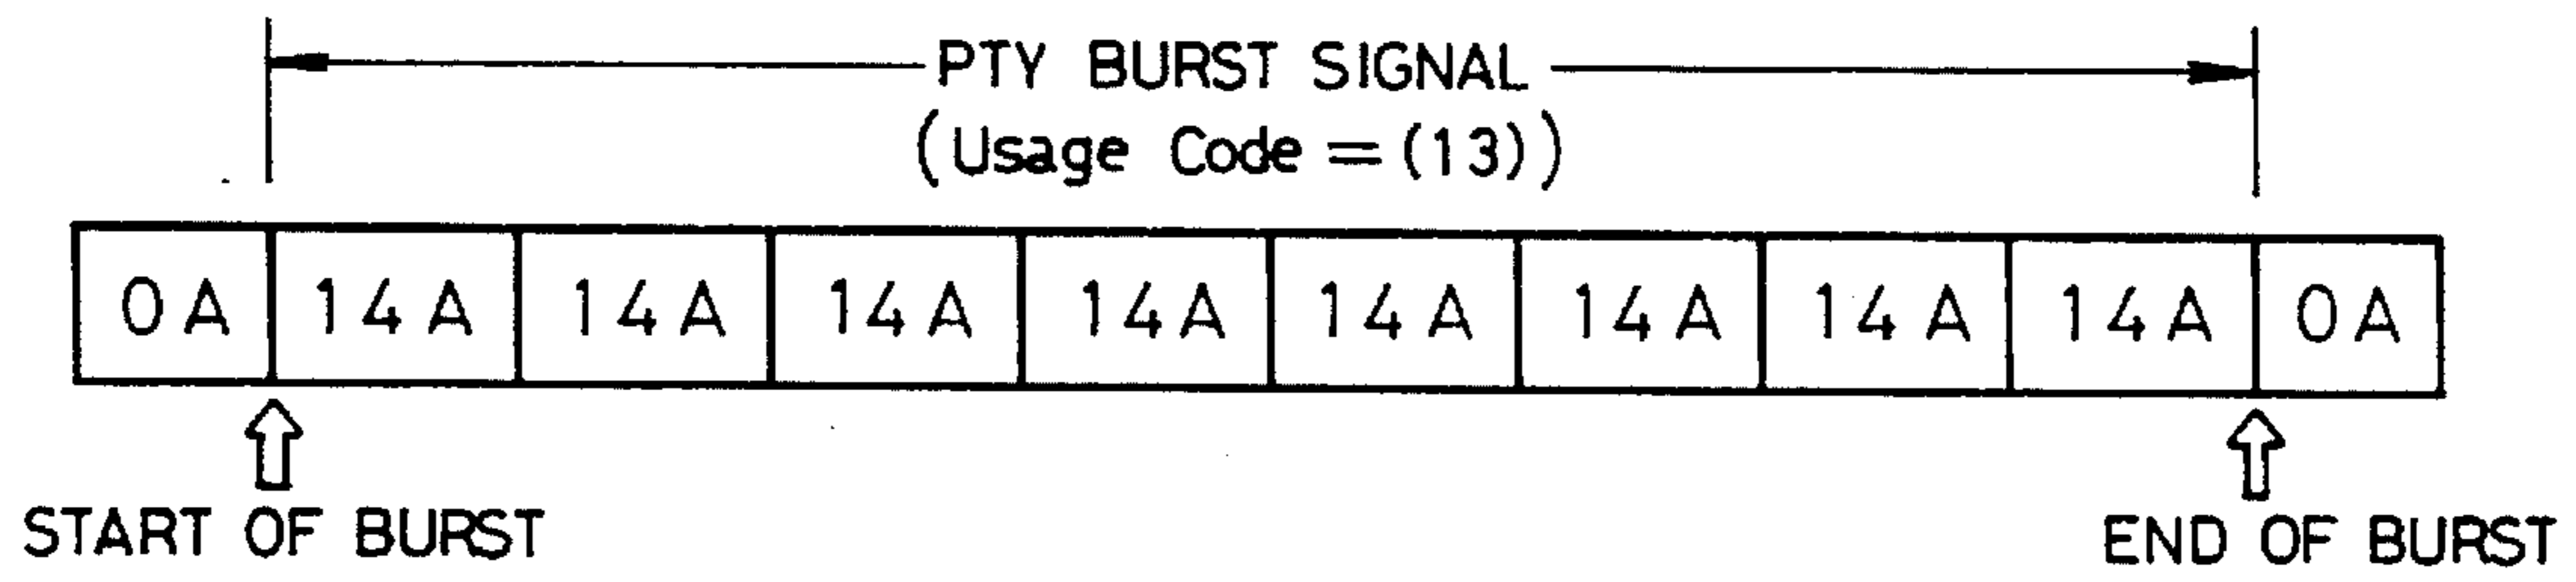 PTY BURST SIGNAL
(Usage Code = (13))
0A 14A 14A 14A 14A 14A 14A 14A 14A 0A
START OF BURST END OF BURST